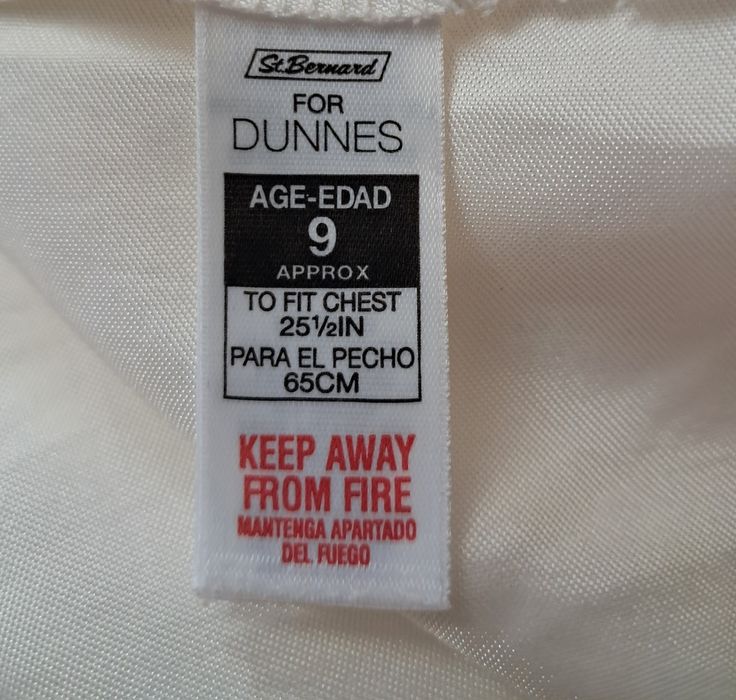 St.Bernard
FOR
DUNNES
AGE-EDAD
9
APPROX
TO FIT CHEST
25½IN
PARA EL PECHO
65CM
KEEP AWAY
FROM FIRE
MANTENGA APARTADO
DEL FUEGO